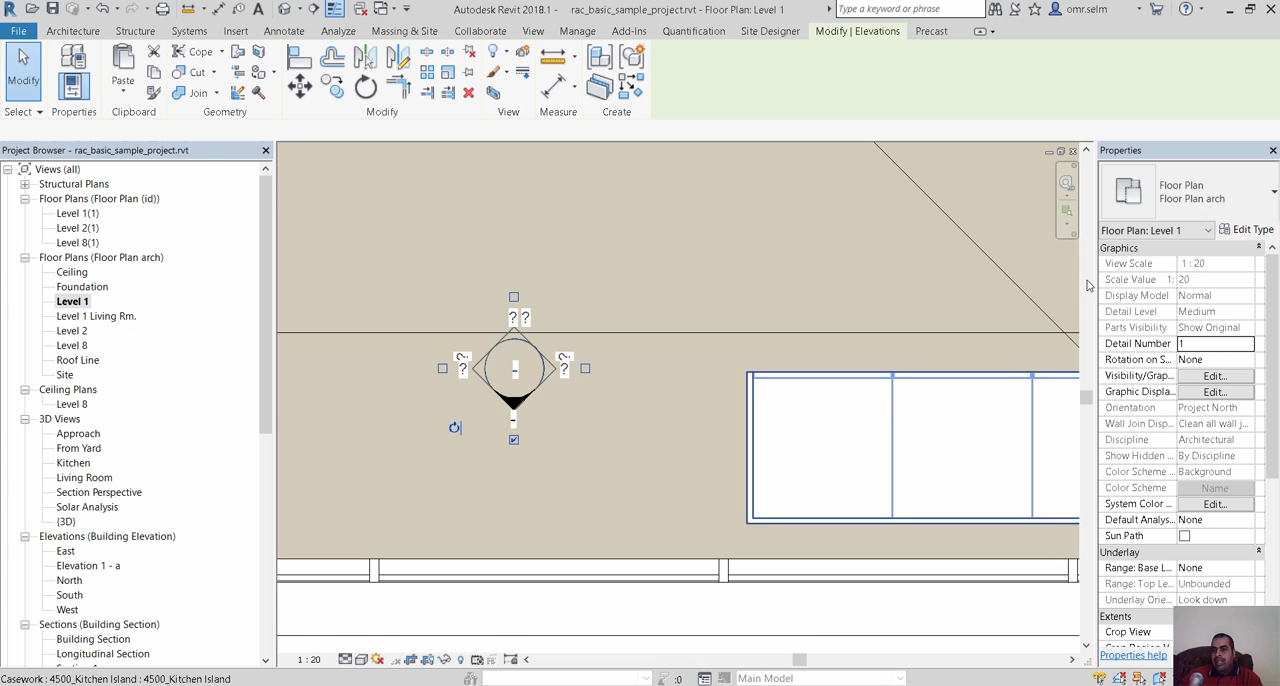 Autodesk Revit 2018.1 - rac_basic_sample_project.rvt - Floor Plan: Level 1
Type a keyword or phrase
omr.selm
File Architecture Structure Systems Insert Annotate Analyze Massing & Site Collaborate View Manage Add-Ins Quantification Site Designer Modify | Elevations Precast
Modify
Paste
Cope
Cut
Join
Select Properties Clipboard Geometry Modify View Measure Create
Project Browser - rac_basic_sample_project.rvt
Views (all)
Structural Plans
Floor Plans (Floor Plan (id))
Level 1(1)
Level 2(1)
Level 8(1)
Floor Plans (Floor Plan arch)
Ceiling
Foundation
Level 1
Level 1 Living Rm.
Level 2
Level 8
Roof Line
Site
Ceiling Plans
Level 8
3D Views
Approach
From Yard
Kitchen
Living Room
Section Perspective
Solar Analysis
{3D}
Elevations (Building Elevation)
East
Elevation 1 - a
North
South
West
Sections (Building Section)
Building Section
Longitudinal Section
? ?
?
?
?
?
-
-
Properties
Floor Plan
Floor Plan arch
Floor Plan: Level 1 Edit Type
Graphics
View Scale 1 : 20
Scale Value 1: 20
Display Model Normal
Detail Level Medium
Parts Visibility Show Original
Detail Number 1
Rotation on S... None
Visibility/Grap... Edit...
Graphic Displa... Edit...
Orientation Project North
Wall Join Disp... Clean all wall j...
Discipline Architectural
Show Hidden ... By Discipline
Color Scheme ... Background
Color Scheme Name
System Color ... Edit...
Default Analys... None
Sun Path
Underlay
Range: Base L... None
Range: Top Le... Unbounded
Underlay Orie... Look down
Extents
Crop View
Properties help
1 : 20
Casework : 4500_Kitchen Island : 4500_Kitchen Island
:0
Main Model